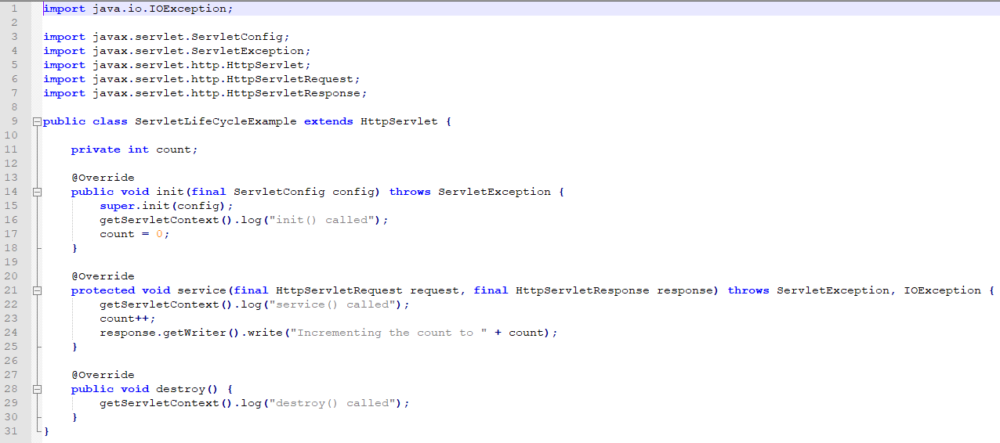 1 import java.io.IOException;
2
3 import javax.servlet.ServletConfig;
4 import javax.servlet.ServletException;
5 import javax.servlet.http.HttpServlet;
6 import javax.servlet.http.HttpServletRequest;
7 import javax.servlet.http.HttpServletResponse;
8
9 public class ServletLifeCycleExample extends HttpServlet {
10
11     private int count;
12
13     @Override
14     public void init(final ServletConfig config) throws ServletException {
15         super.init(config);
16         getServletContext().log("init() called");
17         count = 0;
18     }
19
20     @Override
21     protected void service(final HttpServletRequest request, final HttpServletResponse response) throws ServletException, IOException {
22         getServletContext().log("service() called");
23         count++;
24         response.getWriter().write("Incrementing the count to " + count);
25     }
26
27     @Override
28     public void destroy() {
29         getServletContext().log("destroy() called");
30     }
31 }